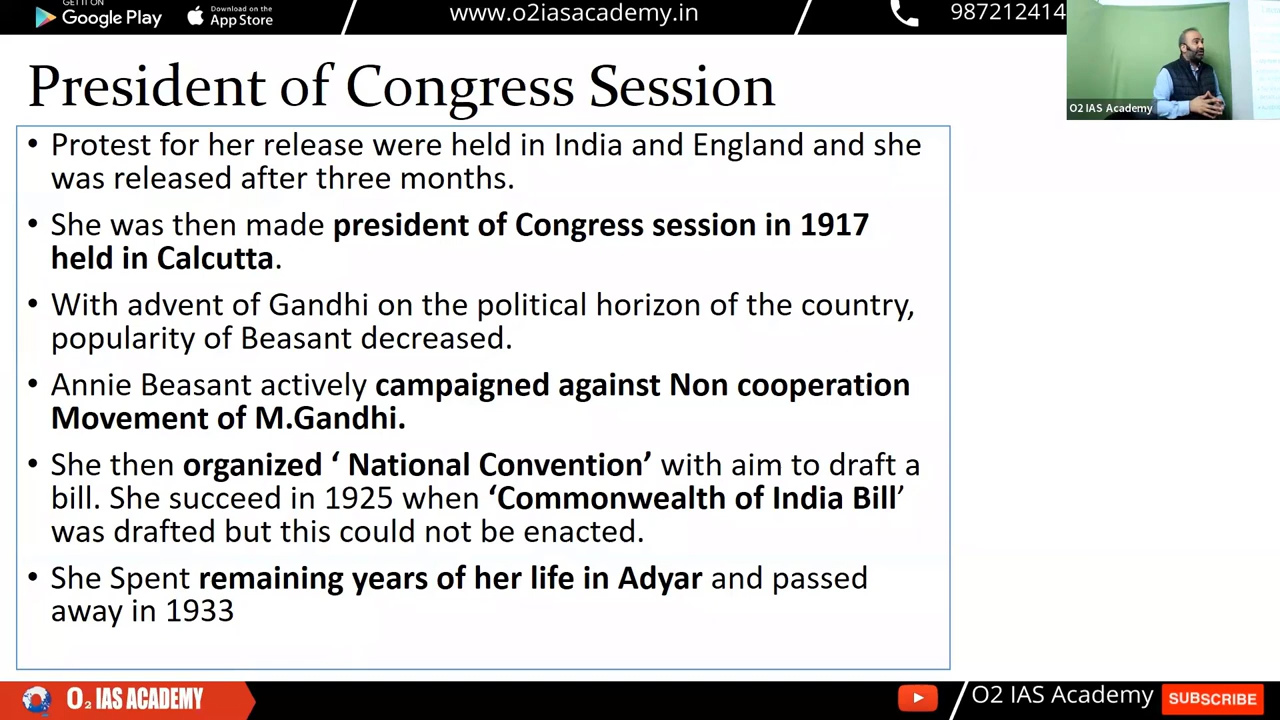 GET IT ON
Google Play
Download on the
App Store
www.o2iasacademy.in
987212414
O2 IAS Academy
President of Congress Session
• Protest for her release were held in India and England and she
was released after three months.
• She was then made president of Congress session in 1917
held in Calcutta.
• With advent of Gandhi on the political horizon of the country,
popularity of Beasant decreased.
• Annie Beasant actively campaigned against Non cooperation
Movement of M.Gandhi.
• She then organized ‘ National Convention’ with aim to draft a
bill. She succeed in 1925 when ‘Commonwealth of India Bill’
was drafted but this could not be enacted.
• She Spent remaining years of her life in Adyar and passed
away in 1933
O₂ IAS ACADEMY
O2 IAS Academy
SUBSCRIBE